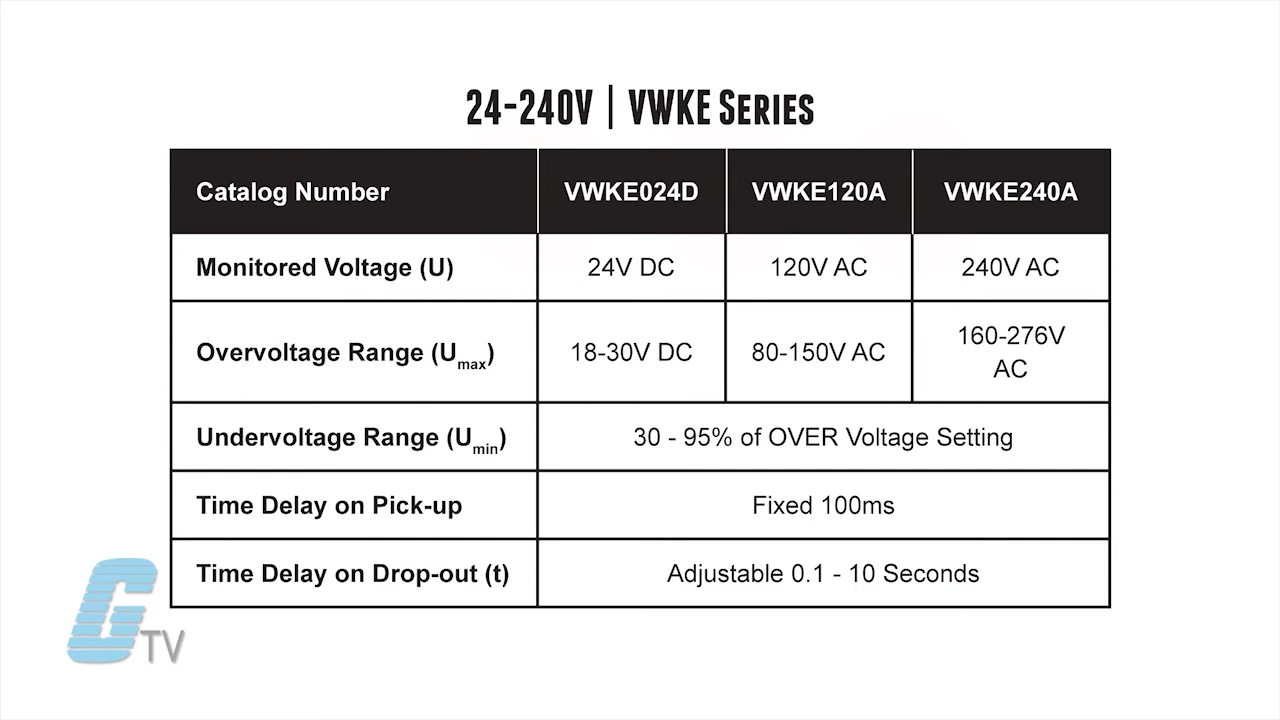 24-240V | VWKE SERIES
Catalog Number VWKE024D VWKE120A VWKE240A
Monitored Voltage (U) 24V DC 120V AC 240V AC
Overvoltage Range (Umax) 18-30V DC 80-150V AC 160-276V AC
Undervoltage Range (Umin) 30 - 95% of OVER Voltage Setting
Time Delay on Pick-up Fixed 100ms
Time Delay on Drop-out (t) Adjustable 0.1 - 10 Seconds
G TV